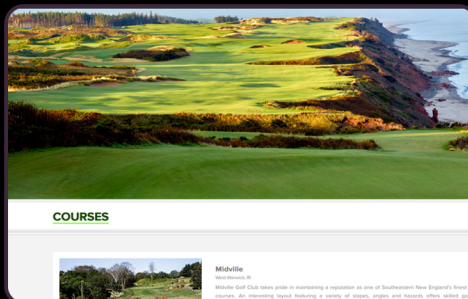 COURSES
Midville
West Warwick, RI
Midville Golf Club takes pride in maintaining a reputation as one of Southeastern New England's finest
courses. An interesting layout featuring a variety of slopes, angles and hazards offers skilled go